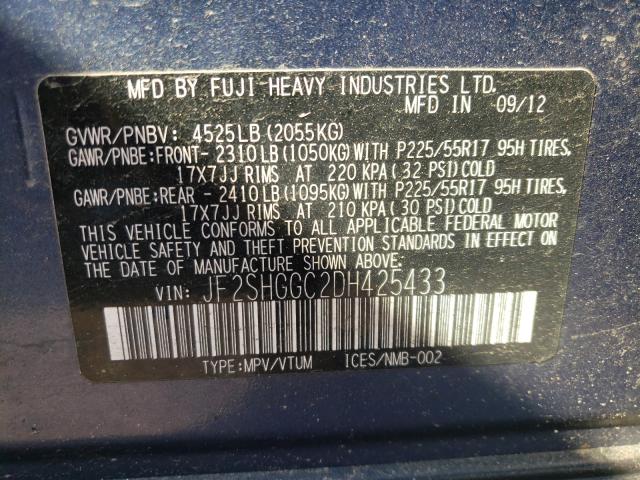 MFD BY FUJI HEAVY INDUSTRIES LTD.
MFD IN 09/12
GVWR/PNBV: 4525LB (2055KG)
GAWR/PNBE:FRONT- 2310LB (1050KG)WITH P225/55R17 95H TIRES,
17X7JJ RIMS AT 220 KPA( 32 PSI)COLD
GAWR/PNBE:REAR - 2410LB (1095KG)WITH P225/55R17 95H TIRES,
17X7JJ RIMS AT 210 KPA( 30 PSI)COLD
THIS VEHICLE CONFORMS TO ALL APPLICABLE FEDERAL MOTOR
VEHICLE SAFETY AND THEFT PREVENTION STANDARDS IN EFFECT ON
THE DATE OF MANUFACTURE SHOWN ABOVE.
VIN: JF2SHGGC2DH425433
TYPE:MPV/VTUM ICES/NMB-002